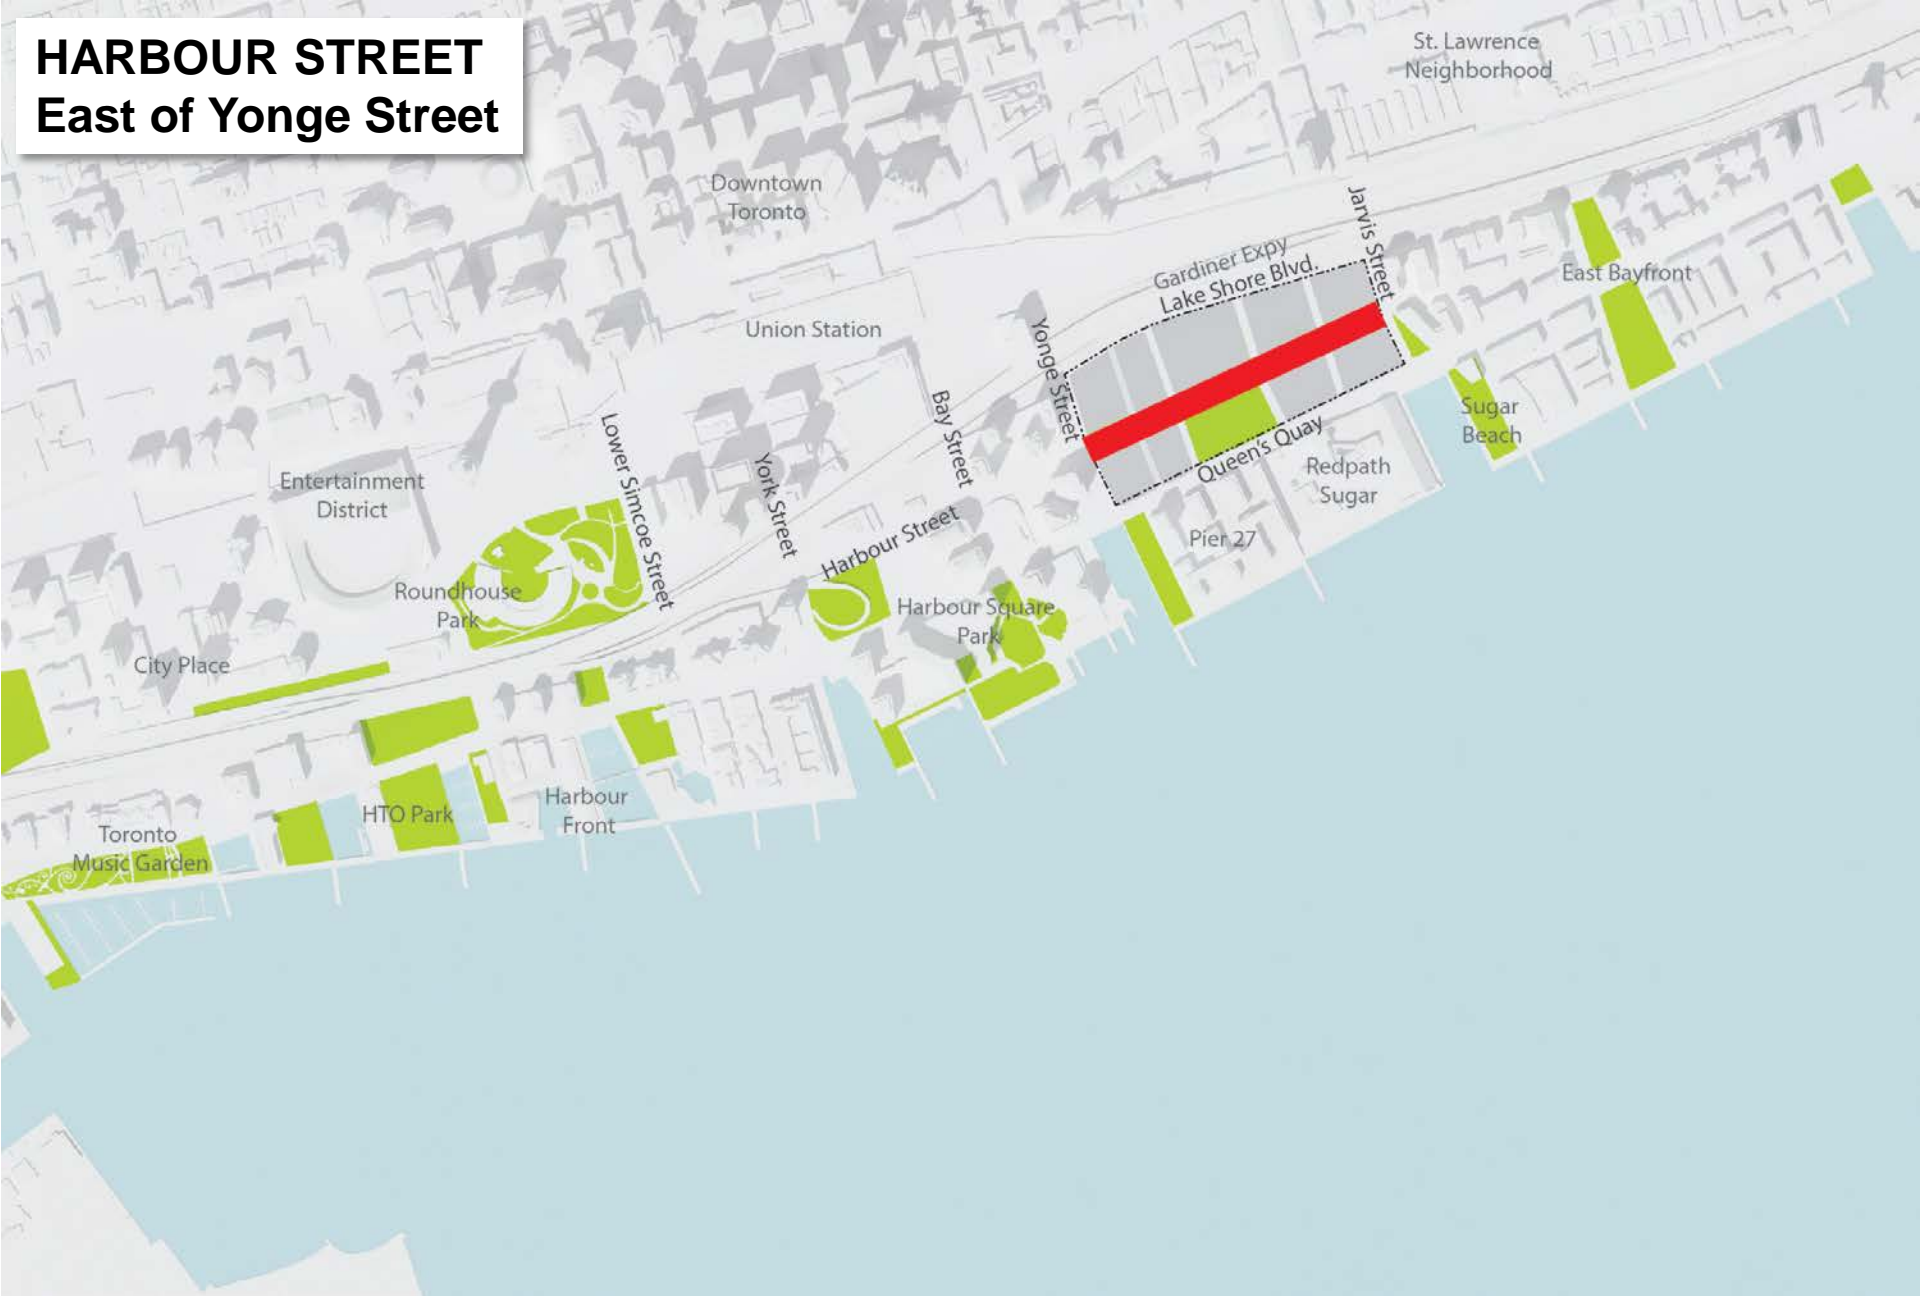 HARBOUR STREET
East of Yonge Street
St. Lawrence
Neighborhood
Downtown
Toronto
Jarvis Street
Gardiner Expy
Lake Shore Blvd.
East Bayfront
Union Station
Yonge Street
Bay Street
Sugar
Beach
Lower Simcoe Street
York Street
Queen's Quay
Redpath
Sugar
Entertainment
District
Harbour Street
Pier 27
Roundhouse
Park
Harbour Square
Park
City Place
Harbour
Front
HTO Park
Toronto
Music Garden